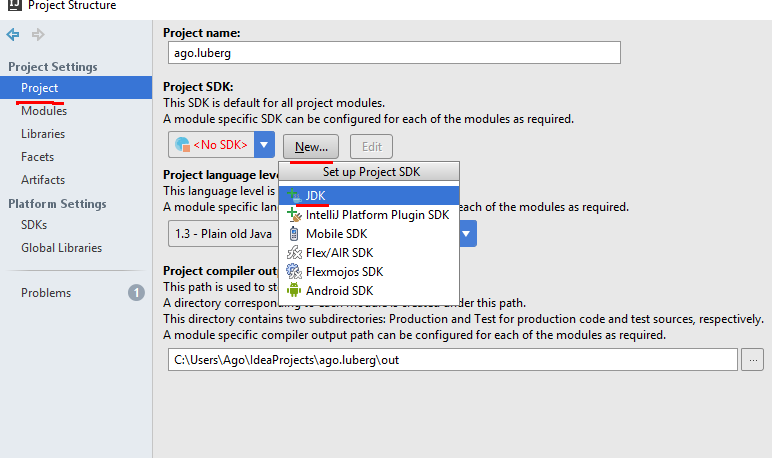 Project Structure
Project name:
ago.luberg
Project Settings
Project
Modules
Libraries
Facets
Artifacts
Platform Settings
SDKs
Global Libraries
Problems
1
Project SDK:
This SDK is default for all project modules.
A module specific SDK can be configured for each of the modules as required.
<No SDK>
New...
Edit
Set up Project SDK
JDK
IntelliJ Platform Plugin SDK
Mobile SDK
Flex/AIR SDK
Flexmojos SDK
Android SDK
Project language leve
This language level is
A module specific lan each of the modules as required.
1.3 - Plain old Java
Project compiler out
This path is used to st
A directory corresponding to each module is created under this path.
This directory contains two subdirectories: Production and Test for production code and test sources, respectively.
A module specific compiler output path can be configured for each of the modules as required.
C:\Users\Ago\IdeaProjects\ago.luberg\out
...